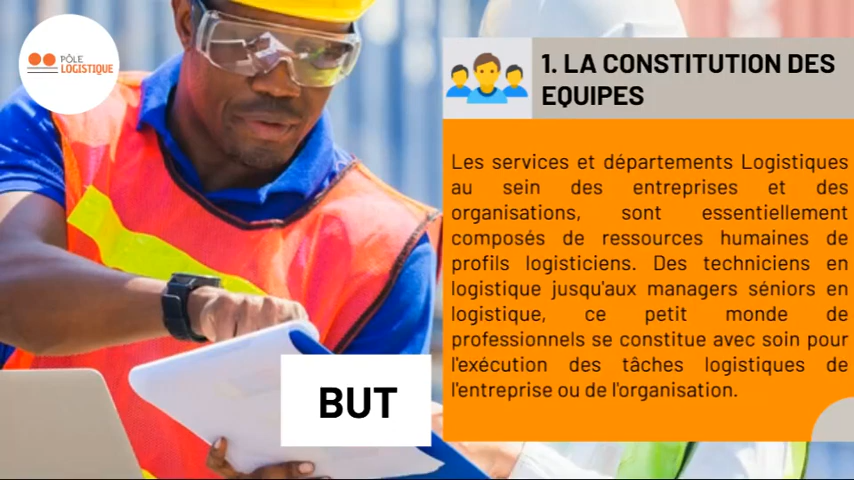 PÔLE
LOGISTIQUE
1. LA CONSTITUTION DES
EQUIPES
Les services et départements Logistiques
au sein des entreprises et des
organisations, sont essentiellement
composés de ressources humaines de
profils logisticiens. Des techniciens en
logistique jusqu'aux managers séniors en
logistique, ce petit monde de
professionnels se constitue avec soin pour
l'exécution des tâches logistiques de
l'entreprise ou de l'organisation.
BUT